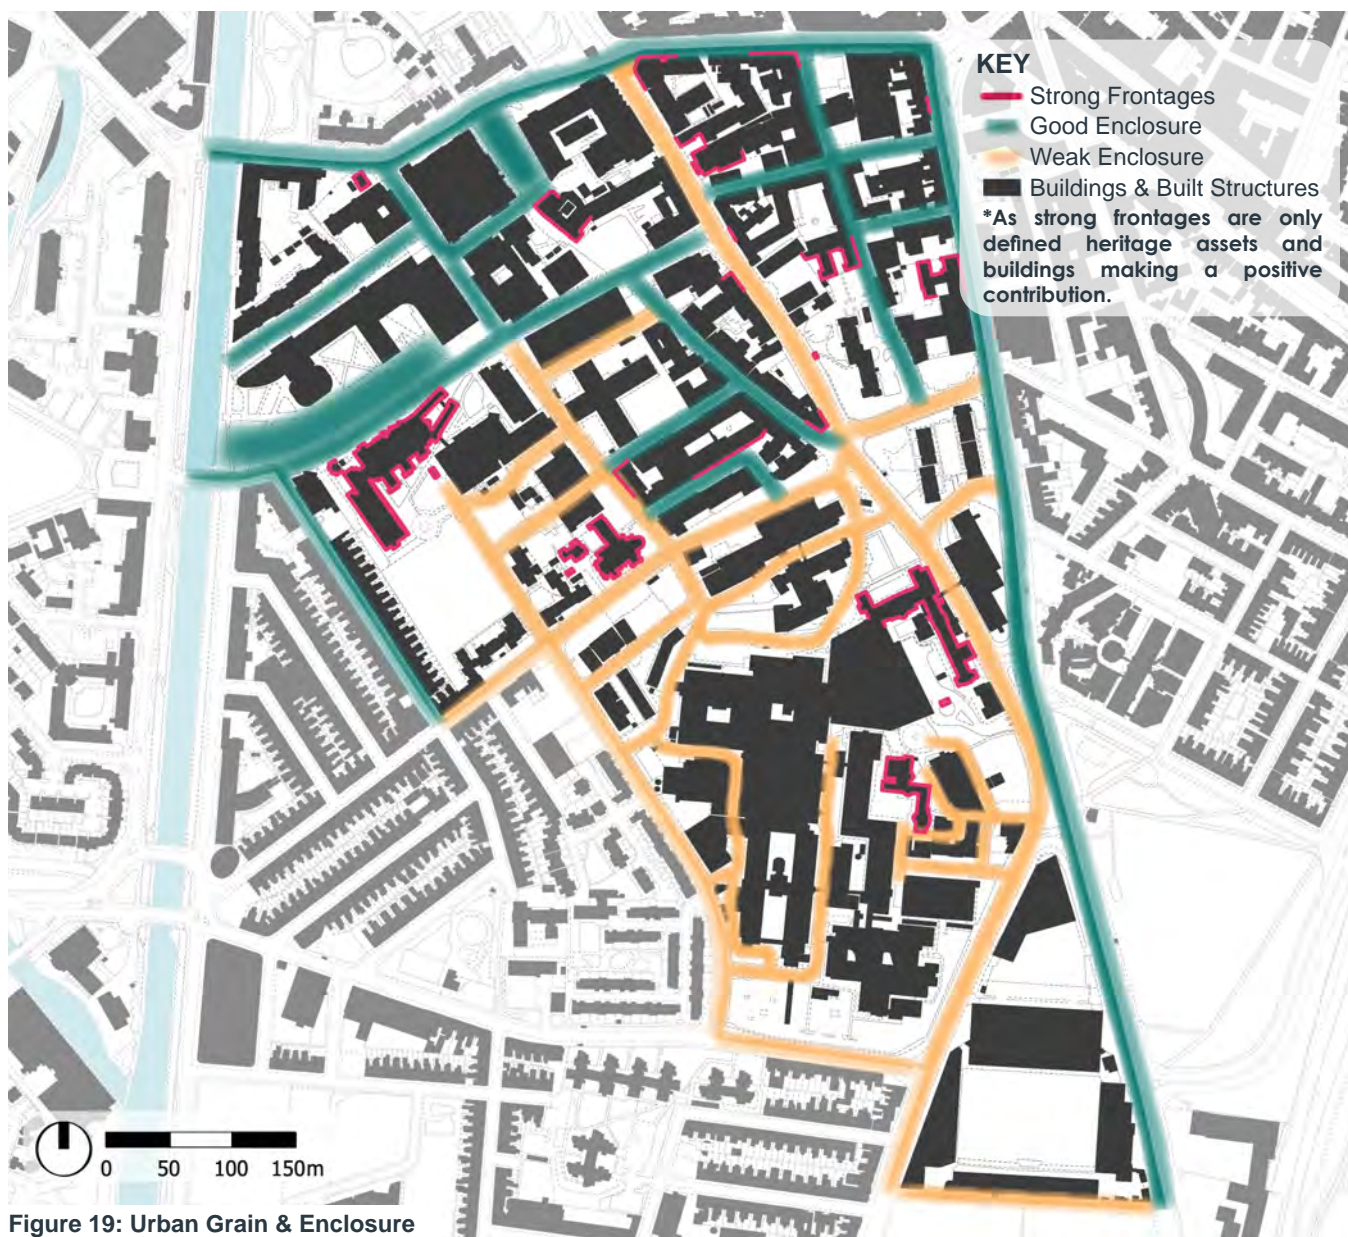 KEY
Strong Frontages
Good Enclosure
Weak Enclosure
Buildings & Built Structures
*As strong frontages are only
defined heritage assets and
buildings making a positive
contribution.
0 50 100 150m
Figure 19: Urban Grain & Enclosure